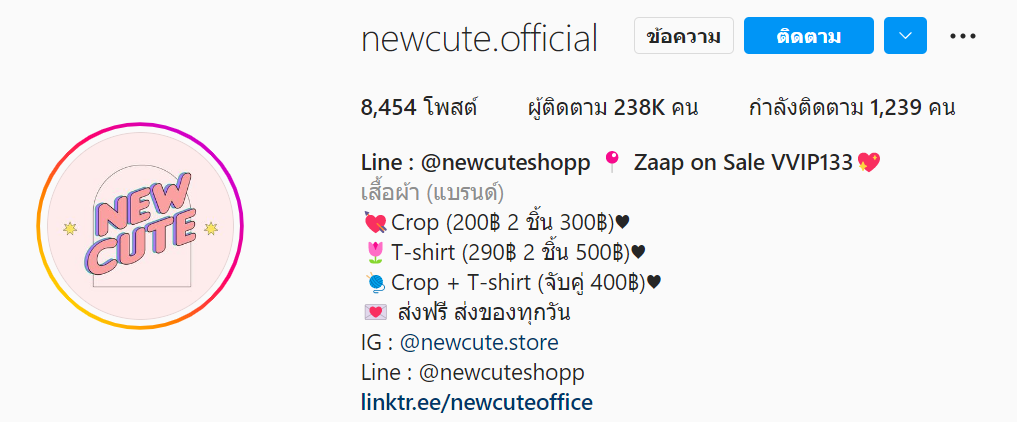 newcute.official ข้อความ ติดตาม
8,454 โพสต์ ผู้ติดตาม 238K คน กำลังติดตาม 1,239 คน
NEW
CUTE
Line : @newcuteshopp 📍 Zaap on Sale VVIP133💖
เสื้อผ้า (แบรนด์)
💘Crop (200฿ 2 ชิ้น 300฿)♥
🌷T-shirt (290฿ 2 ชิ้น 500฿)♥
🧶Crop + T-shirt (จับคู่ 400฿)♥
💌 ส่งฟรี ส่งของทุกวัน
IG : @newcute.store
Line : @newcuteshopp
linktr.ee/newcuteoffice